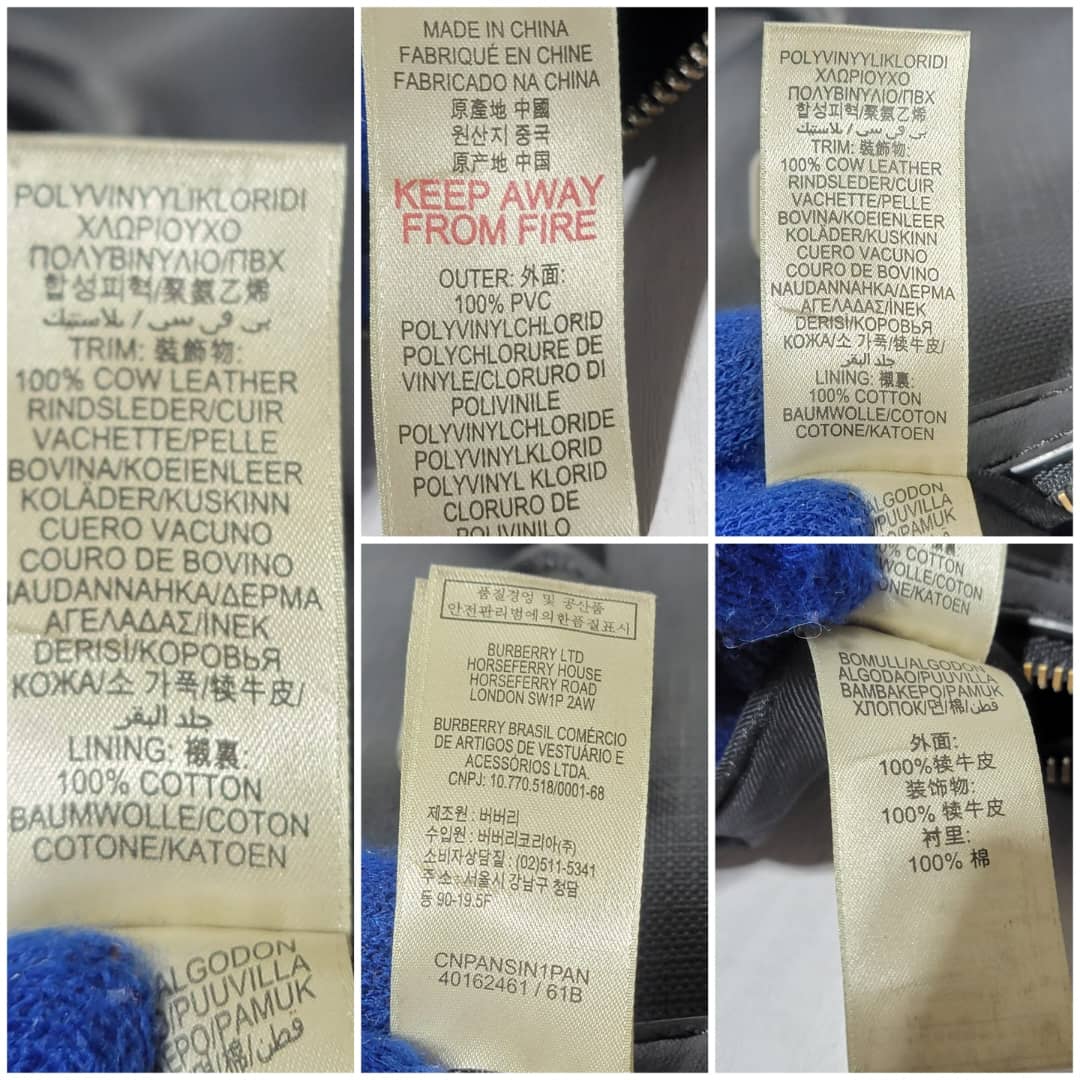 POLYVINYYLIKLORIDI
ΧΛΩΡΙΟΥΧΟ
ΠΟΛΥΒΙΝΥΛΙΟ/ПВХ
합성피혁/聚氨乙烯
بي في سي / بلاستيك
TRIM: 裝飾物:
100% COW LEATHER
RINDSLEDER/CUIR
VACHETTE/PELLE
BOVINA/KOEIENLEER
KOLÄDER/KUSKINN
CUERO VACUNO
COURO DE BOVINO
NAUDANNAHKA/ΔΕΡΜΑ
ΑΓΕΛΑΔΑΣ/İNEK
DERISI/КОРОВЬЯ
КОЖА/소 가죽/犊牛皮/
جلد البقر
LINING: 襯裏:
100% COTTON
BAUMWOLLE/COTON
COTONE/KATOEN
ALGODON
/PUUVILLA
ΕΡΟ/PAMUK
/棉/قطن
MADE IN CHINA
FABRIQUÉ EN CHINE
FABRICADO NA CHINA
原產地 中國
원산지 중국
原产地 中国
KEEP AWAY
FROM FIRE
OUTER: 外面:
100% PVC
POLYVINYLCHLORID
POLYCHLORURE DE
VINYLE/CLORURO DI
POLIVINILE
POLYVINYLCHLORIDE
POLYVINYLKLORID
POLYVINYL KLORID
CLORURO DE
POLIVINILO
POLYVINYYLIKLORIDI
ΧΛΩΡΙΟΥΧΟ
ΠΟΛΥΒΙΝΥΛΙΟ/ПВХ
합성피혁/聚氨乙烯
بي في سي / بلاستيك
TRIM: 裝飾物:
100% COW LEATHER
RINDSLEDER/CUIR
VACHETTE/PELLE
BOVINA/KOEIENLEER
KOLÄDER/KUSKINN
CUERO VACUNO
COURO DE BOVINO
NAUDANNAHKA/ΔΕΡΜΑ
ΑΓΕΛΑΔΑΣ/İNEK
DERISI/КОРОВЬЯ
КОЖА/소 가죽/犊牛皮/
جلد البقر
LINING: 襯裏:
100% COTTON
BAUMWOLLE/COTON
COTONE/KATOEN
ALGODON
/PUUVILLA
/PAMUK
품질경영 및 공산품
안전관리법에의한품질표시
BURBERRY LTD
HORSEFERRY HOUSE
HORSEFERRY ROAD
LONDON SW1P 2AW
BURBERRY BRASIL COMÉRCIO
DE ARTIGOS DE VESTUÁRIO E
ACESSÓRIOS LTDA.
CNPJ: 10.770.518/0001-68
제조원 : 버버리
수입원 : 버버리코리아(주)
소비자상담실 : (02)511-5341
주소 : 서울시 강남구 청담
동 90-19.5F
CNPANSIN1PAN
40162461 / 61B
% COTTON
WOLLE/COTON
ONE/KATOEN
BOMULL/ALGODON
ALGODAO/PUUVILLA
ΒΑΜΒΑΚΕΡΟ/PAMUK
ХЛОПОК/면/棉/قطن
外面:
100%犊牛皮
装饰物:
100% 犊牛皮
衬里:
100% 棉